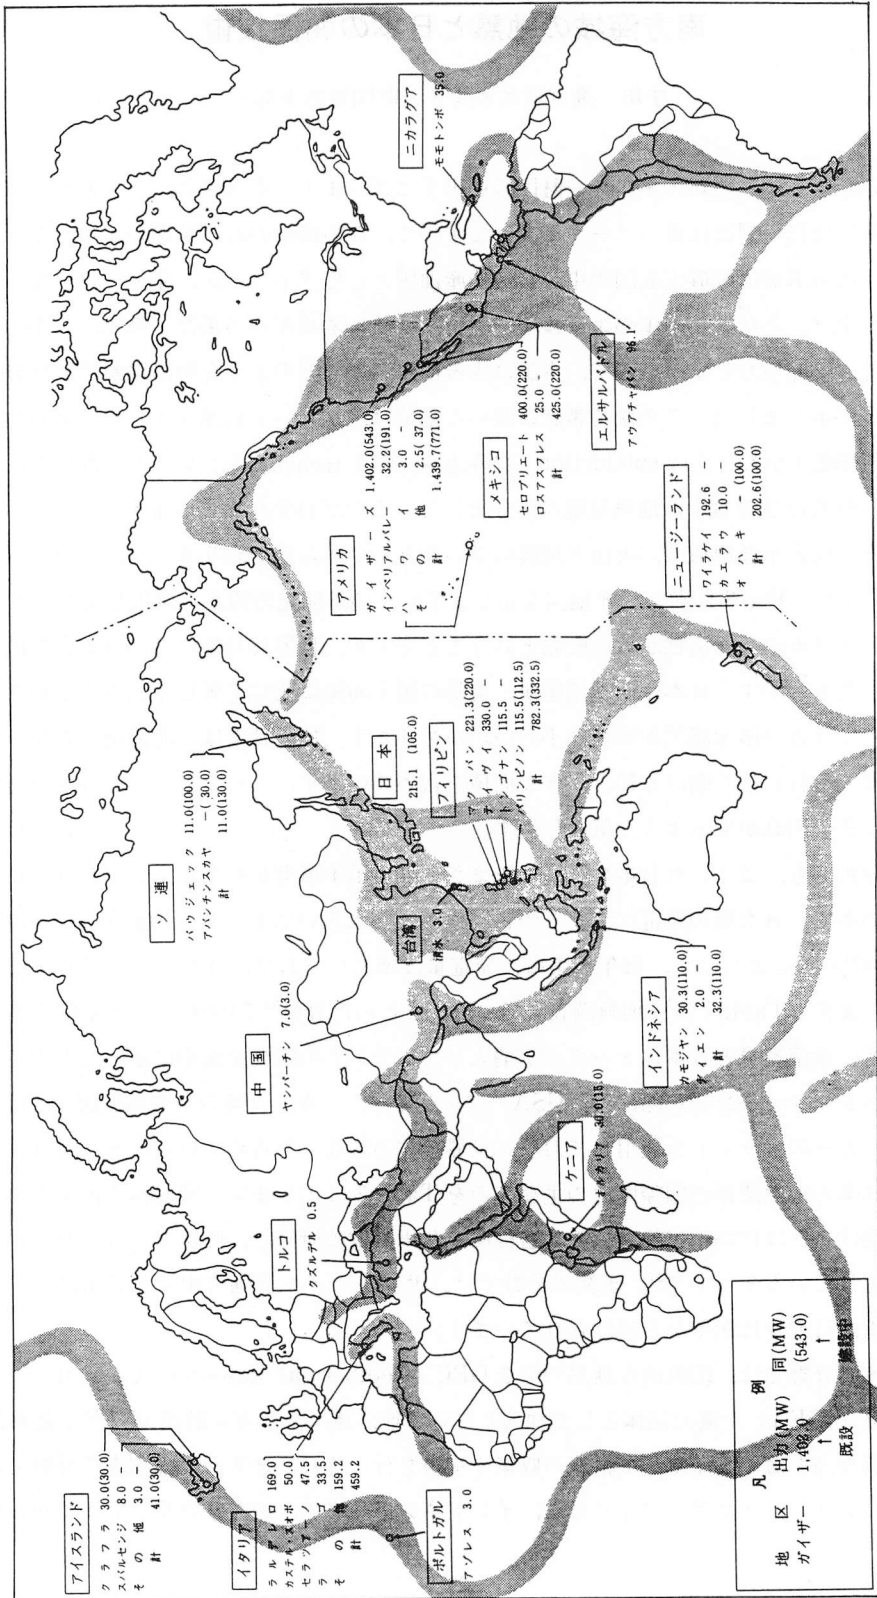 アイスランド
クラフラ 30.0(30.0)
スバルセンジ 8.0 -
その他 3.0 -
計 41.0(30.0)
イタリア
ラルデレロ 169.0
カステル・ヌオボ 50.0
セラツァーノ 47.5
ラゴ 33.5
その他 159.2
計 459.2
ポルトガル
アゾレス 3.0
トルコ
クズルデル 0.5
ケニア
オルカリア 30.0(15.0)
中国
ヤンパーチン 7.0(3.0)
ソ連
パウジェック 11.0(100.0)
アバンチンスカヤ -(30.0)
計 11.0(130.0)
日本
215.1 (105.0)
台湾
清水 3.0
フィリピン
マク・バン 221.3(220.0)
ティウイ 330.0 -
トンゴナン 115.5 -
パリンピノン 115.5(112.5)
計 782.3(332.5)
インドネシア
カモジャン 30.3(110.0)
ディエン 2.0 -
計 32.3(110.0)
アメリカ
ガイザーズ 1,402.0(543.0)
インペリアルバレー 32.2(191.0)
ハワイ 3.0 -
その他 2.5( 37.0)
計 1,439.7(771.0)
メキシコ
セロプリエート 400.0(220.0)
ロスアズフレス 25.0 -
計 425.0(220.0)
ニカラグア
モモトンボ 35.0
エルサルバドル
アウアチャパン 96.1
ニュージーランド
ワイラケイ 192.6 -
カエラウ 10.0 -
オハキ - (100.0)
計 202.6(100.0)
凡例
地区 出力(MW) 同(MW)
ガイザー 1,402.0 (543.0)
↑ ↑
既設 建設中